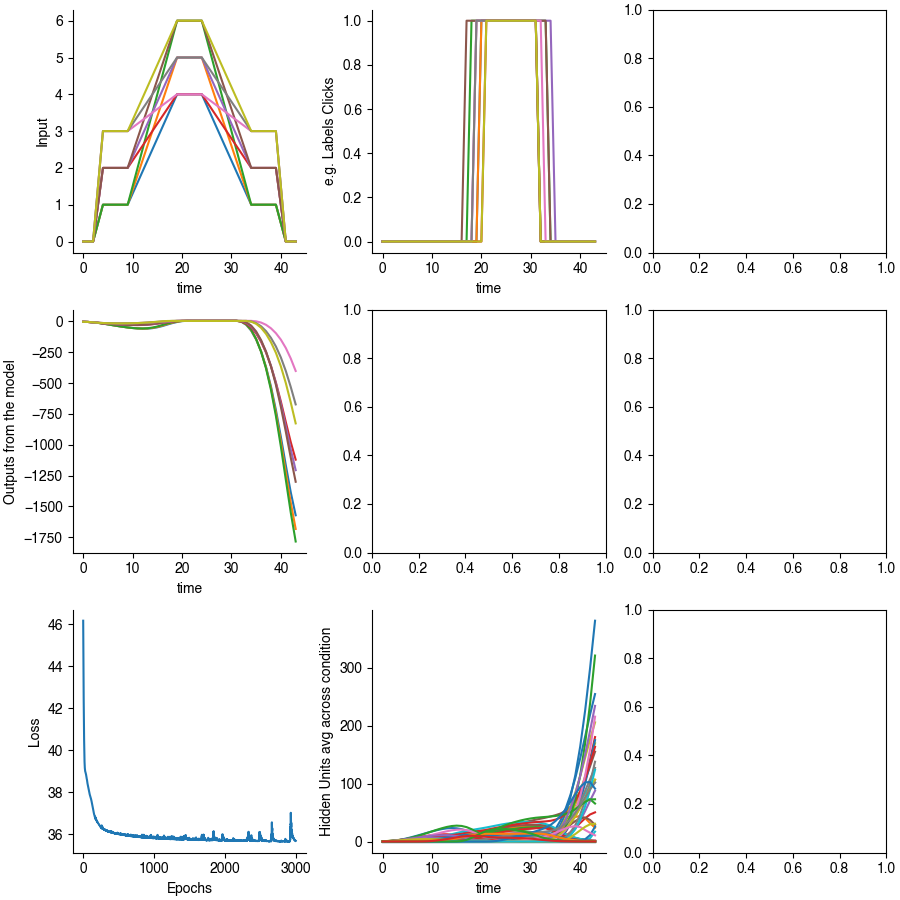 6
5
4
3
2
1
0
Input
0 10 20 30 40
time
1.0
0.8
0.6
0.4
0.2
0.0
e.g. Labels Clicks
0 10 20 30 40
time
1.0
0.8
0.6
0.4
0.2
0.0
0.0 0.2 0.4 0.6 0.8 1.0
0
−250
−500
−750
−1000
−1250
−1500
−1750
Outputs from the model
0 10 20 30 40
time
1.0
0.8
0.6
0.4
0.2
0.0
0.0 0.2 0.4 0.6 0.8 1.0
1.0
0.8
0.6
0.4
0.2
0.0
0.0 0.2 0.4 0.6 0.8 1.0
46
44
42
40
38
36
Loss
0 1000 2000 3000
Epochs
300
200
100
0
Hidden Units avg across condition
0 10 20 30 40
time
1.0
0.8
0.6
0.4
0.2
0.0
0.0 0.2 0.4 0.6 0.8 1.0